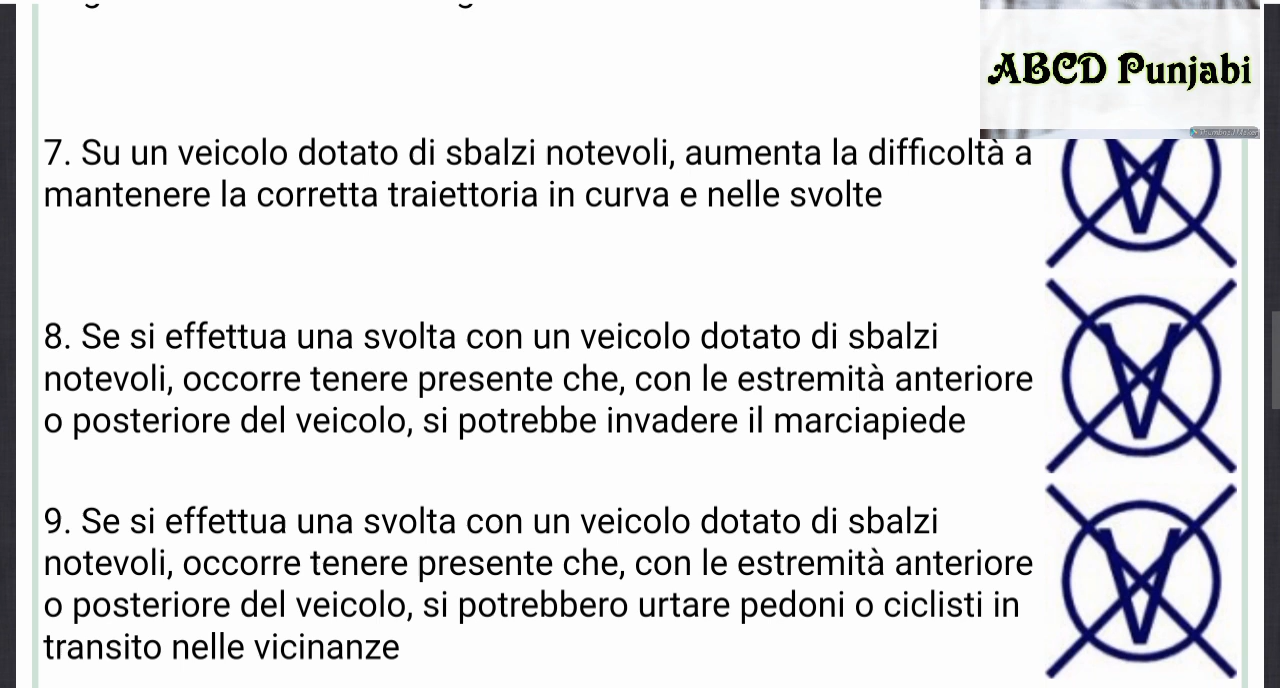 ABCD Punjabi
7. Su un veicolo dotato di sbalzi notevoli, aumenta la difficoltà a
mantenere la corretta traiettoria in curva e nelle svolte
V
8. Se si effettua una svolta con un veicolo dotato di sbalzi
notevoli, occorre tenere presente che, con le estremità anteriore
o posteriore del veicolo, si potrebbe invadere il marciapiede
V
9. Se si effettua una svolta con un veicolo dotato di sbalzi
notevoli, occorre tenere presente che, con le estremità anteriore
o posteriore del veicolo, si potrebbero urtare pedoni o ciclisti in
transito nelle vicinanze
V